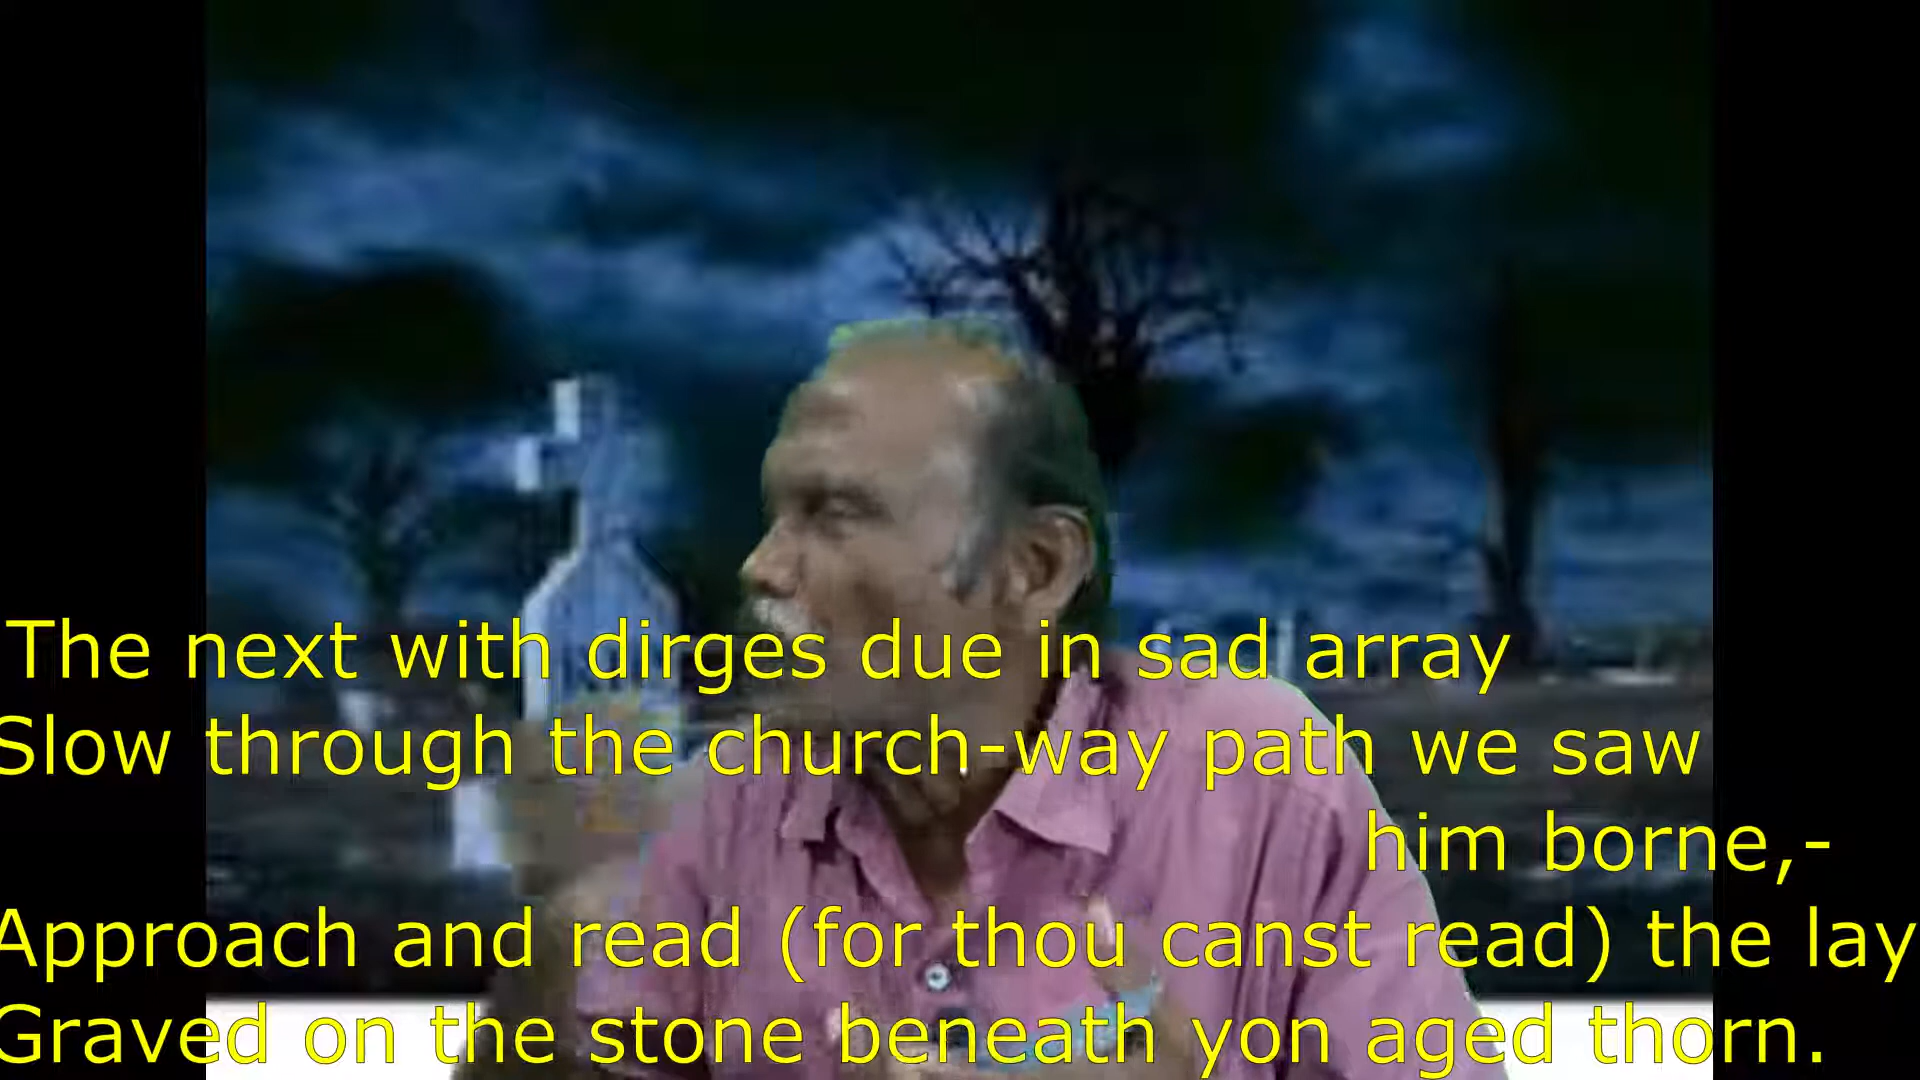 The next with dirges due in sad array
Slow through the church-way path we saw
him borne,-
Approach and read (for thou canst read) the lay
Graved on the stone beneath yon aged thorn.